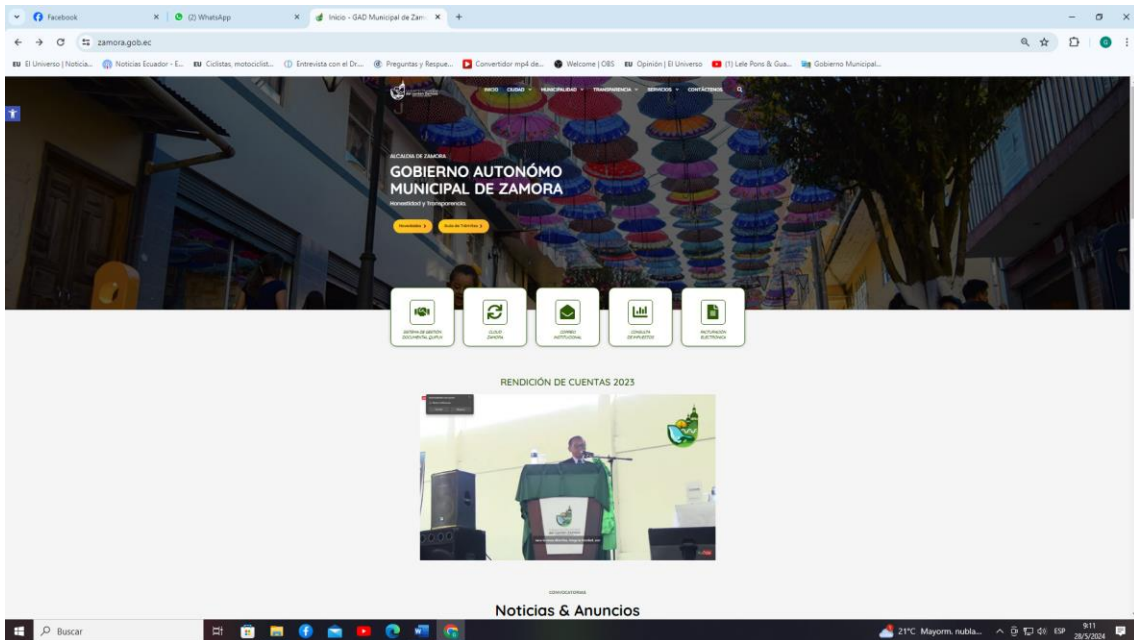 Facebook
(2) WhatsApp
Inicio - GAD Municipal de Zam
zamora.gob.ec
EU El Universo | Noticia...
Noticias Ecuador - E...
EU Ciclistas, motociclist...
Entrevista con el Dr....
Preguntas y Respue...
Convertidor mp4 de...
Welcome | OBS
EU Opinión | El Universo
(1) Lele Pons & Gua...
Gobierno Municipal...
INICIO CIUDAD MUNICIPALIDAD TRANSPARENCIA SERVICIOS CONTÁCTENOS
ALCALDÍA DE ZAMORA
GOBIERNO AUTONÓMO
MUNICIPAL DE ZAMORA
Honestidad y Transparencia.
Novedades
Guía de Trámites
SISTEMA DE GESTIÓN
DOCUMENTAL QUIPUX
CLOUD
ZAMORA
CORREO
INSTITUCIONAL
CONSULTA
DE IMPUESTOS
FACTURACIÓN
ELECTRÓNICA
RENDICIÓN DE CUENTAS 2023
CONVOCATORIAS
Noticias & Anuncios
Buscar
21°C Mayorm. nubla...
ESP
9:11
28/5/2024